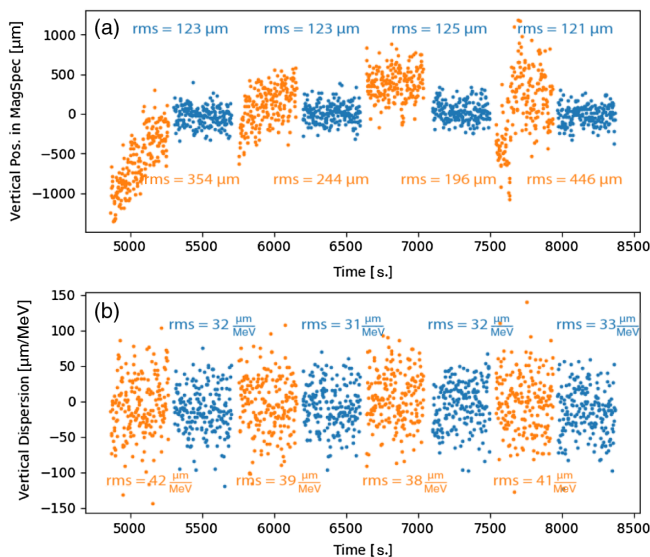 (a)
rms = 123 µm rms = 123 µm rms = 125 µm rms = 121 µm
1000
500
0
−500
−1000
Vertical Pos. in MagSpec [µm]
rms = 354 µm rms = 244 µm rms = 196 µm rms = 446 µm
5000 5500 6000 6500 7000 7500 8000 8500
Time [s.]
(b)
150
100
50
0
−50
−100
−150
Vertical Dispersion [µm/MeV]
rms = 32 µm/MeV rms = 31 µm/MeV rms = 32 µm/MeV rms = 33 µm/MeV
rms = 42 µm/MeV rms = 39 µm/MeV rms = 38 µm/MeV rms = 41 µm/MeV
5000 5500 6000 6500 7000 7500 8000 8500
Time [s.]